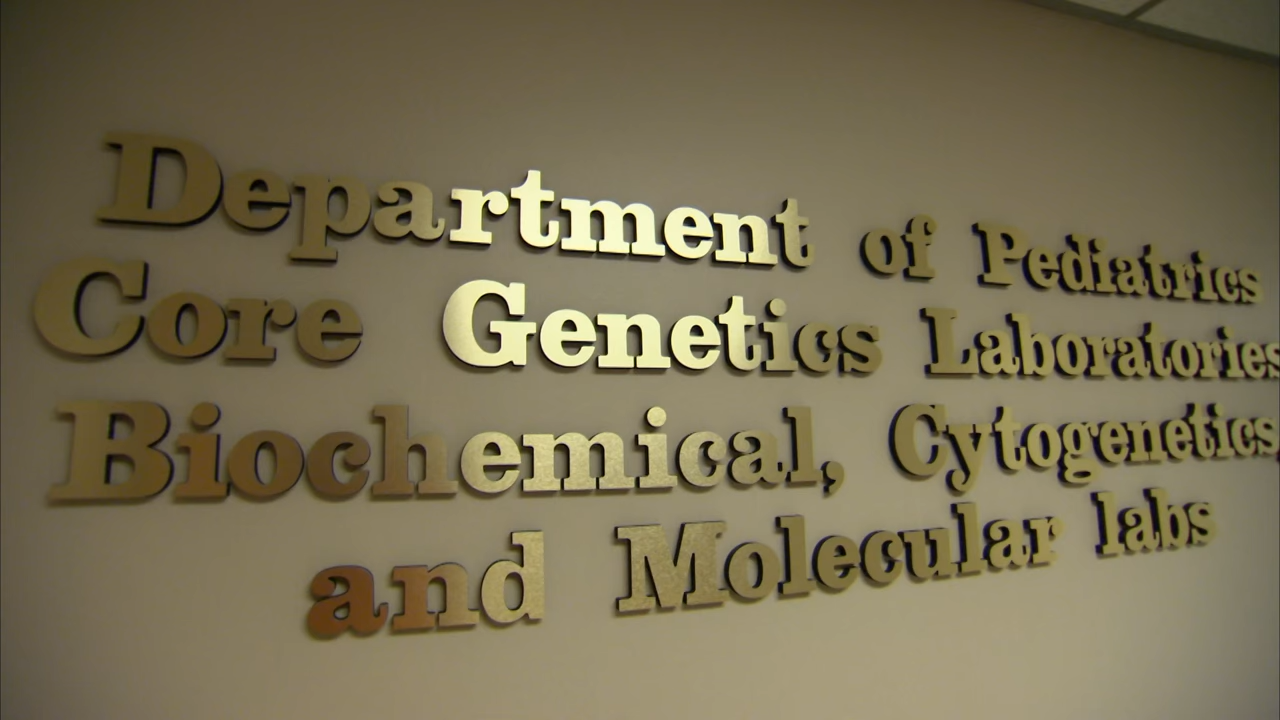 Department of Pediatrics
Core Genetics Laboratories
Biochemical, Cytogenetics,
and Molecular labs